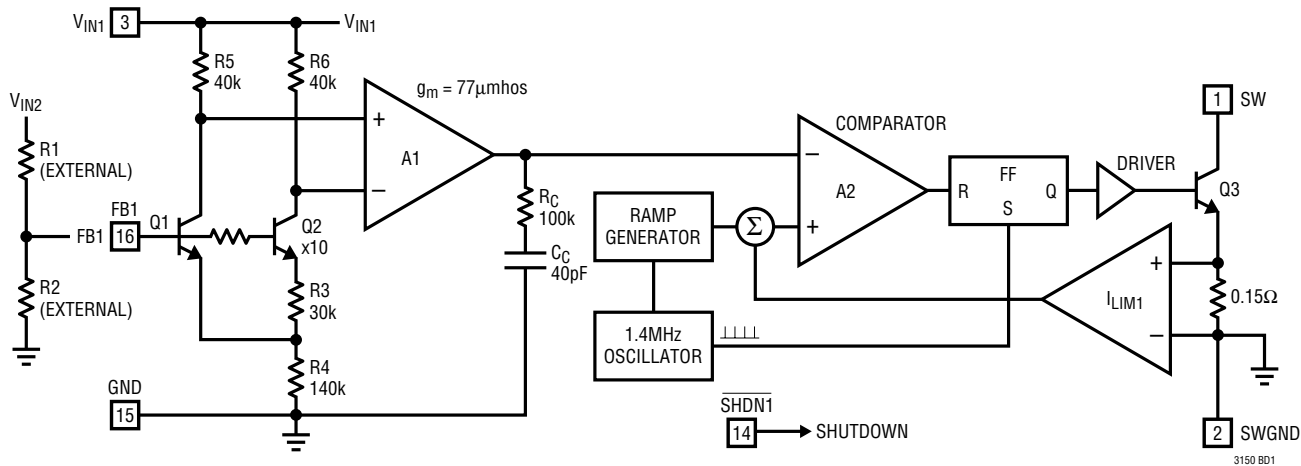 V_IN1 3 V_IN1
R5
40k
R6
40k
g_m = 77μmhos
V_IN2
R1
(EXTERNAL)
FB1
FB1 16
Q1
Q2
x10
R2
(EXTERNAL)
R3
30k
R4
140k
GND
15
+
−
A1
R_C
100k
C_C
40pF
COMPARATOR
−
+
A2
RAMP
GENERATOR
Σ
1.4MHz
OSCILLATOR
FF
R
S
Q
DRIVER
1 SW
Q3
+
−
I_LIM1
0.15Ω
SHDN1
14 SHUTDOWN
2 SWGND
3150 BD1